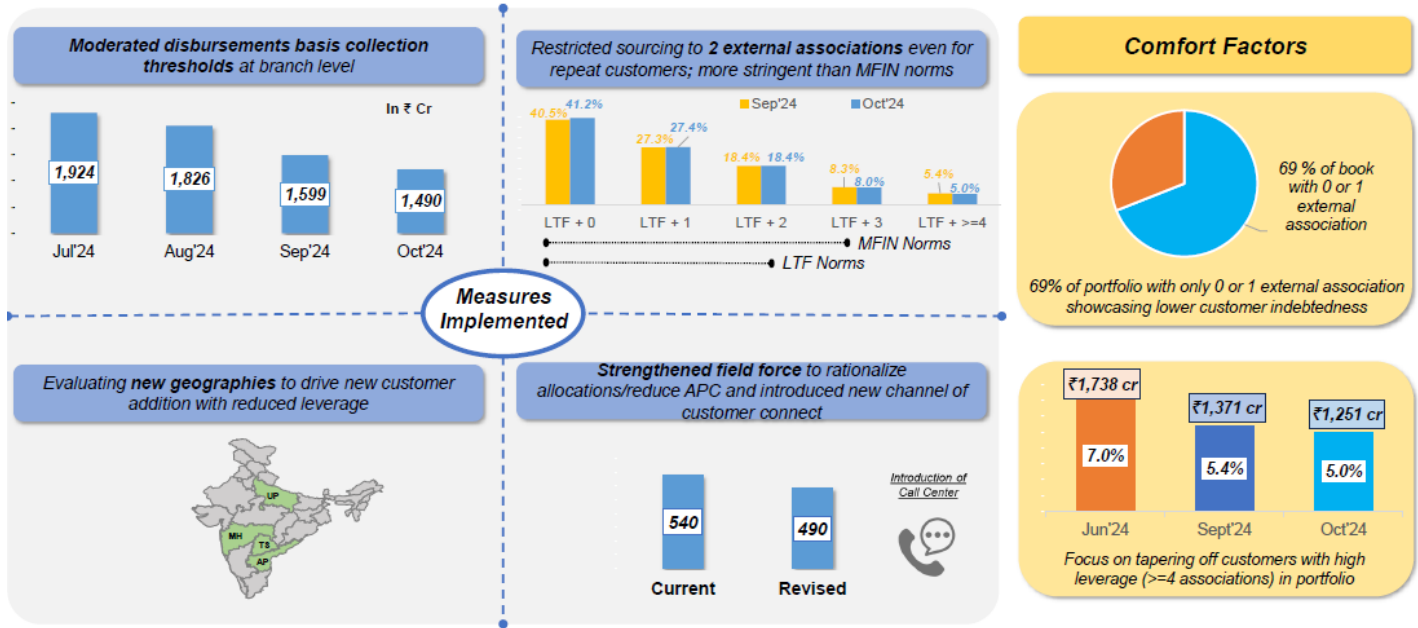 Moderated disbursements basis collection
thresholds at branch level
In ₹ Cr
1,924
1,826
1,599
1,490
Jul'24
Aug'24
Sep'24
Oct'24
Restricted sourcing to 2 external associations even for
repeat customers; more stringent than MFIN norms
Sep'24
Oct'24
40.5%
41.2%
27.3%
27.4%
18.4%
18.4%
8.3%
8.0%
5.4%
5.0%
LTF + 0
LTF + 1
LTF + 2
LTF + 3
LTF + >=4
MFIN Norms
LTF Norms
Measures
Implemented
Evaluating new geographies to drive new customer
addition with reduced leverage
UP
MH
TS
AP
Strengthened field force to rationalize
allocations/reduce APC and introduced new channel of
customer connect
540
490
Current
Revised
Introduction of
Call Center
Comfort Factors
69 % of book
with 0 or 1
external
association
69% of portfolio with only 0 or 1 external association
showcasing lower customer indebtedness
₹1,738 cr
₹1,371 cr
₹1,251 cr
7.0%
5.4%
5.0%
Jun'24
Sept'24
Oct'24
Focus on tapering off customers with high
leverage (>=4 associations) in portfolio